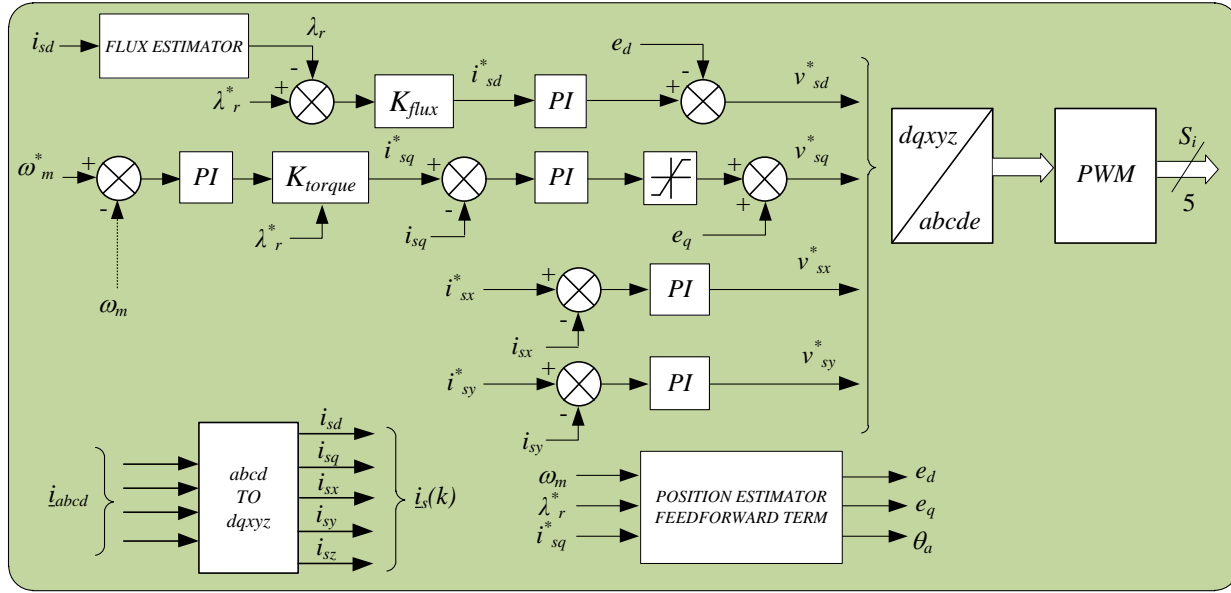 i_sd
FLUX ESTIMATOR
λ_r
-
+
λ*_r
K_flux
i*_sd
PI
e_d
-
+
v*_sd
ω*_m
+
-
ω_m
PI
K_torque
λ*_r
i*_sq
+
-
i_sq
PI
+
+
e_q
v*_sq
i*_sx
+
-
i_sx
PI
v*_sx
i*_sy
+
-
i_sy
PI
v*_sy
dqxyz
abcde
PWM
S_i
5
i_abcd
abcd
TO
dqxyz
i_sd
i_sq
i_sx
i_sy
i_sz
i_s(k)
ω_m
λ*_r
i*_sq
POSITION ESTIMATOR
FEEDFORWARD TERM
e_d
e_q
θ_a